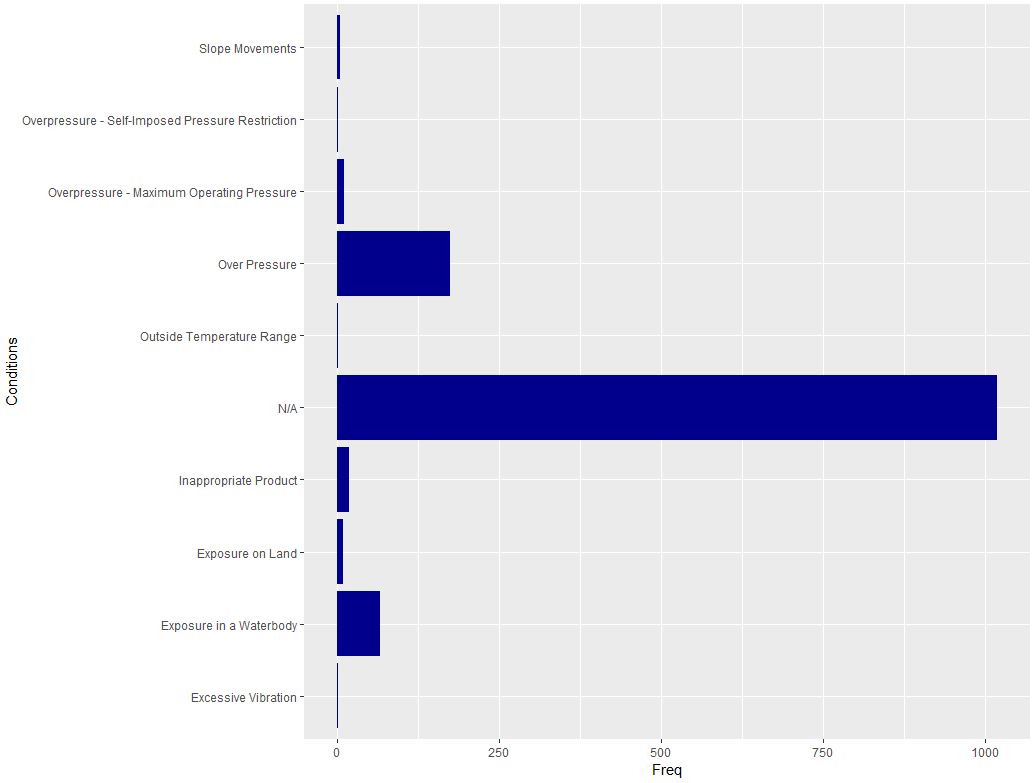 Slope Movements
Overpressure - Self-Imposed Pressure Restriction
Overpressure - Maximum Operating Pressure
Over Pressure
Outside Temperature Range
Conditions
N/A
Inappropriate Product
Exposure on Land
Exposure in a Waterbody
Excessive Vibration
0 250 500 750 1000
Freq